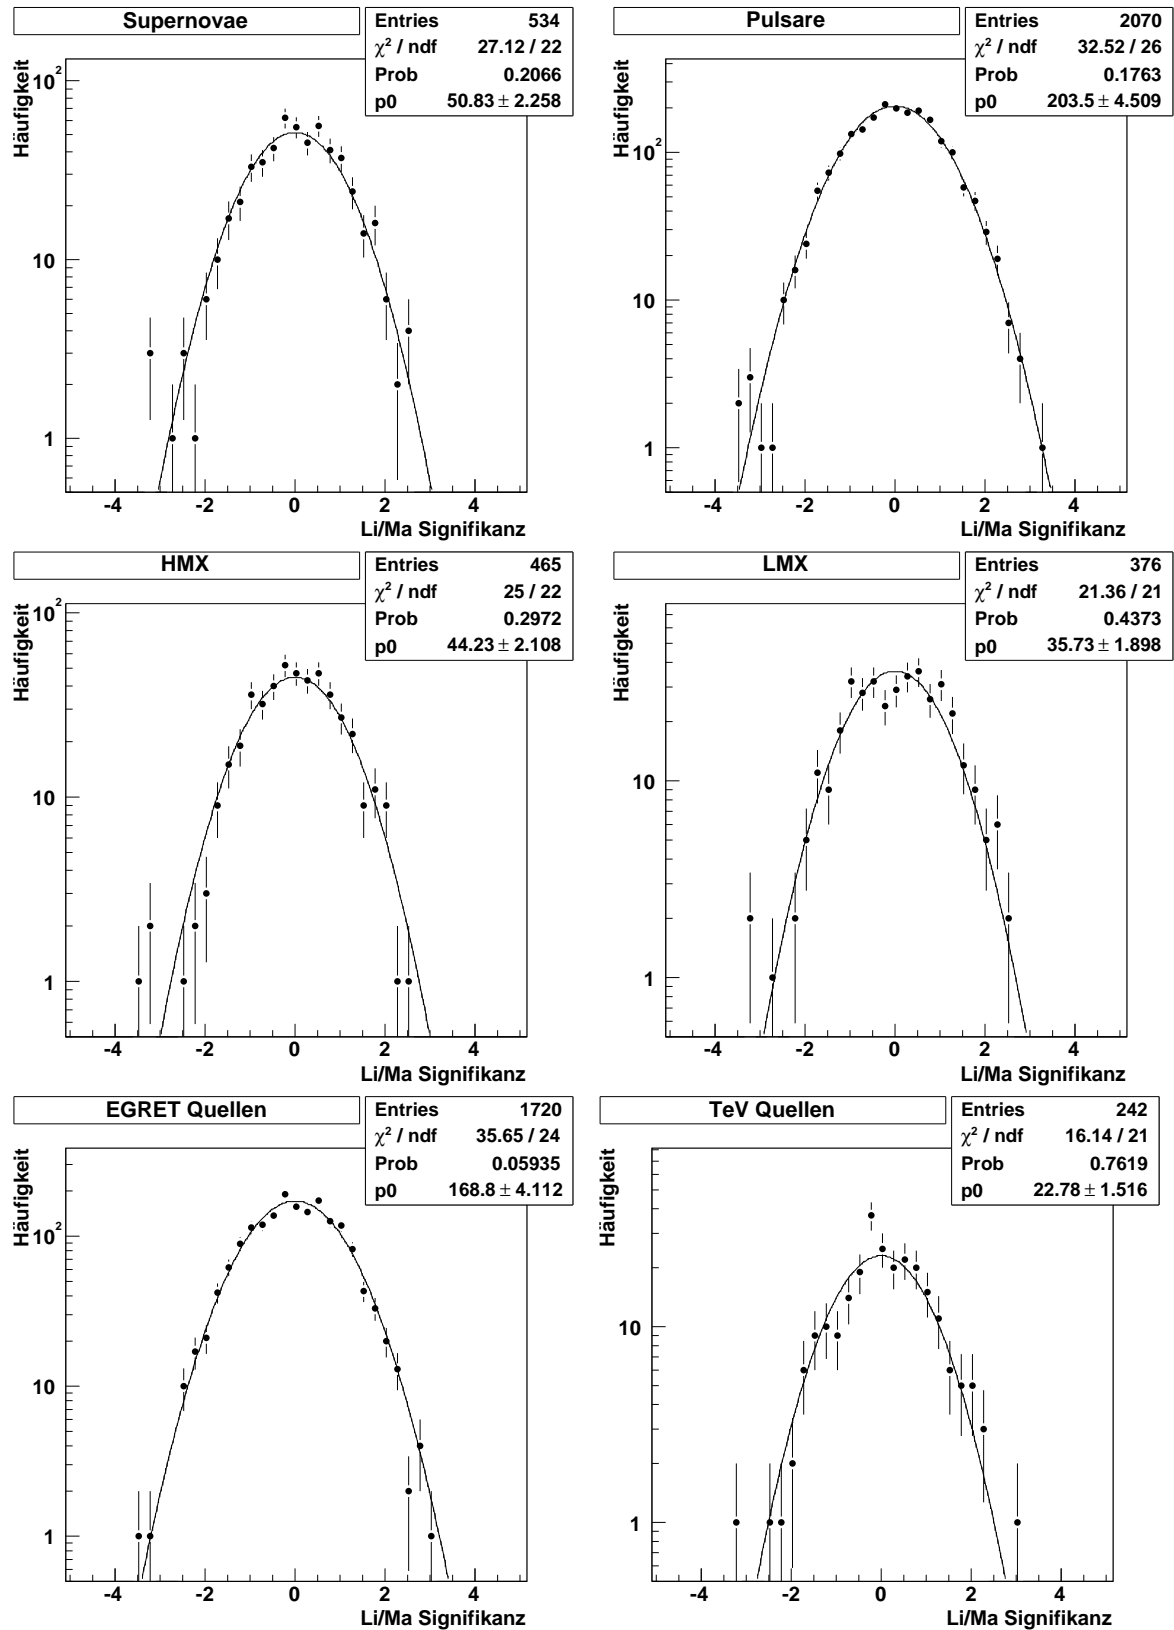 Supernovae
Entries 534
χ² / ndf 27.12 / 22
Prob 0.2066
p0 50.83 ± 2.258
Häufigkeit
10²
10
1
-4 -2 0 2 4
Li/Ma Signifikanz
Pulsare
Entries 2070
χ² / ndf 32.52 / 26
Prob 0.1763
p0 203.5 ± 4.509
Häufigkeit
10²
10
1
-4 -2 0 2 4
Li/Ma Signifikanz
HMX
Entries 465
χ² / ndf 25 / 22
Prob 0.2972
p0 44.23 ± 2.108
Häufigkeit
10²
10
1
-4 -2 0 2 4
Li/Ma Signifikanz
LMX
Entries 376
χ² / ndf 21.36 / 21
Prob 0.4373
p0 35.73 ± 1.898
Häufigkeit
10
1
-4 -2 0 2 4
Li/Ma Signifikanz
EGRET Quellen
Entries 1720
χ² / ndf 35.65 / 24
Prob 0.05935
p0 168.8 ± 4.112
Häufigkeit
10²
10
1
-4 -2 0 2 4
Li/Ma Signifikanz
TeV Quellen
Entries 242
χ² / ndf 16.14 / 21
Prob 0.7619
p0 22.78 ± 1.516
Häufigkeit
10
1
-4 -2 0 2 4
Li/Ma Signifikanz